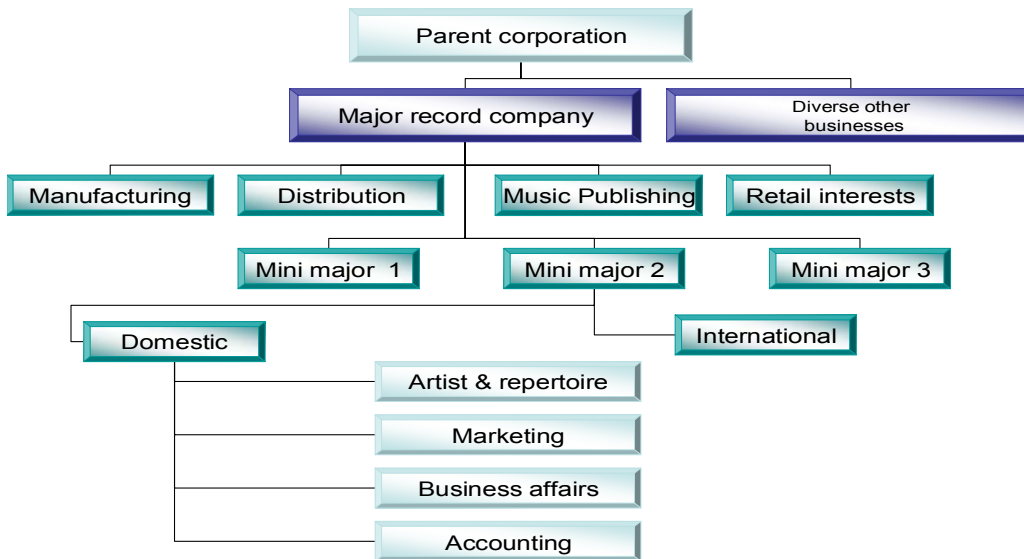 Parent corporation
Major record company
Diverse other
businesses
Manufacturing
Distribution
Music Publishing
Retail interests
Mini major 1
Mini major 2
Mini major 3
Domestic
International
Artist & repertoire
Marketing
Business affairs
Accounting